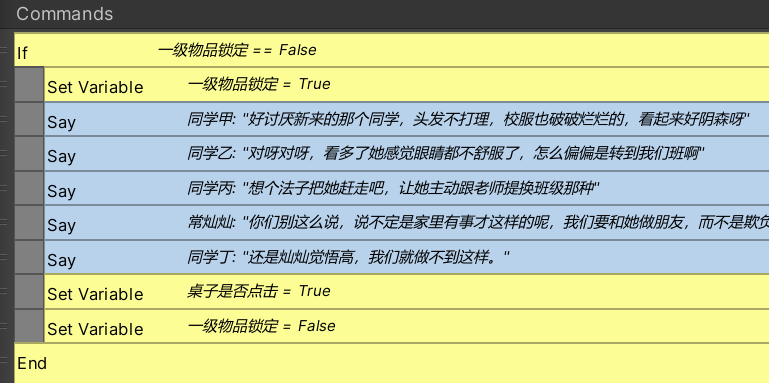 Commands
If 一级物品锁定 == False
Set Variable 一级物品锁定 = True
Say 同学甲: "好讨厌新来的那个同学，头发不打理，校服也破破烂烂的，看起来好阴森呀"
Say 同学乙: "对呀对呀，看多了她感觉眼睛都不舒服了，怎么偏偏是转到我们班啊"
Say 同学丙: "想个法子把她赶走吧，让她主动跟老师提换班级那种"
Say 常灿灿: "你们别这么说，说不定是家里有事才这样的呢，我们要和她做朋友，而不是欺
Say 同学丁: "还是灿灿觉悟高，我们就做不到这样。"
Set Variable 桌子是否点击 = True
Set Variable 一级物品锁定 = False
End